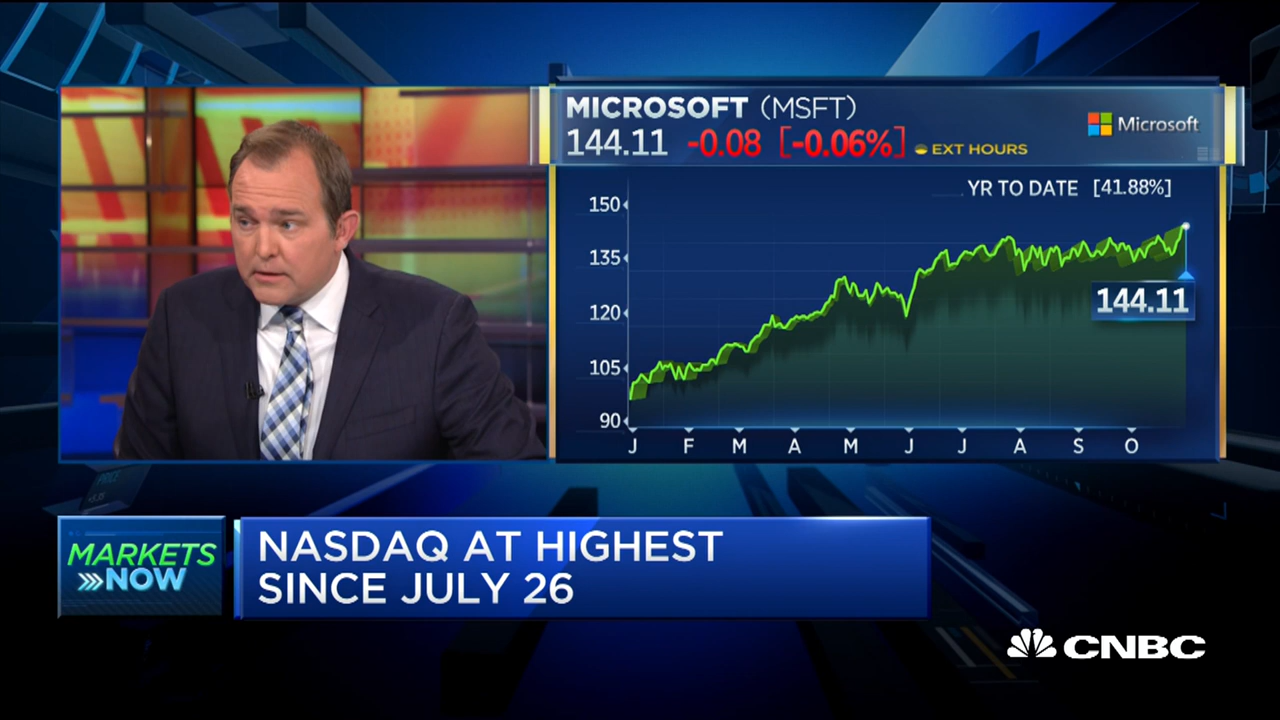 MICROSOFT (MSFT)
144.11 -0.08 [-0.06%] EXT HOURS
Microsoft
YR TO DATE [41.88%]
150
135
120
105
90
144.11
J F M A M J J A S O
PRICE
MARKETS
NOW
NASDAQ AT HIGHEST
SINCE JULY 26
CNBC